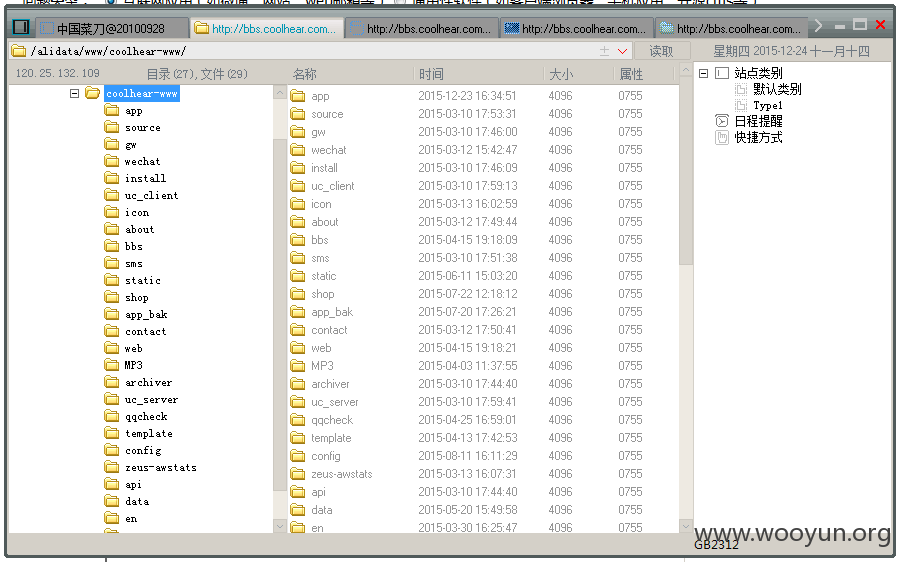 中国菜刀@20100928 http://bbs.coolhear.com... http://bbs.coolhear.com... http://bbs.coolhear.com... http://bbs.coolhear.com...
/alidata/www/coolhear-www/ 读取 星期四 2015-12-24 十一月十四
120.25.132.109 目录(27),文件(29) 名称 时间 大小 属性
coolhear-www
app
source
gw
wechat
install
uc_client
icon
about
bbs
sms
static
shop
app_bak
contact
web
MP3
archiver
uc_server
qqcheck
template
config
zeus-awstats
api
data
en
app 2015-12-23 16:34:51 4096 0755
source 2015-03-10 17:53:31 4096 0755
gw 2015-03-10 17:46:00 4096 0755
wechat 2015-03-12 15:42:47 4096 0755
install 2015-03-10 17:46:09 4096 0755
uc_client 2015-03-10 17:59:13 4096 0755
icon 2015-03-13 16:02:59 4096 0755
about 2015-03-12 17:49:44 4096 0755
bbs 2015-04-15 19:18:09 4096 0755
sms 2015-03-10 17:51:38 4096 0755
static 2015-06-11 15:03:20 4096 0755
shop 2015-07-22 12:18:12 4096 0755
app_bak 2015-07-20 17:26:21 4096 0755
contact 2015-03-12 17:50:41 4096 0755
web 2015-04-15 19:18:21 4096 0755
MP3 2015-04-03 11:37:55 4096 0755
archiver 2015-03-10 17:44:40 4096 0755
uc_server 2015-03-10 17:59:41 4096 0755
qqcheck 2015-04-25 16:59:01 4096 0755
template 2015-04-13 17:42:53 4096 0755
config 2015-08-11 16:11:29 4096 0755
zeus-awstats 2015-03-13 16:07:31 4096 0755
api 2015-03-10 17:44:40 4096 0755
data 2015-05-20 15:49:58 4096 0755
en 2015-03-30 16:25:47 4096 0755
站点类别
默认类别
Type1
日程提醒
快捷方式
www.wooyun.org
GB2312